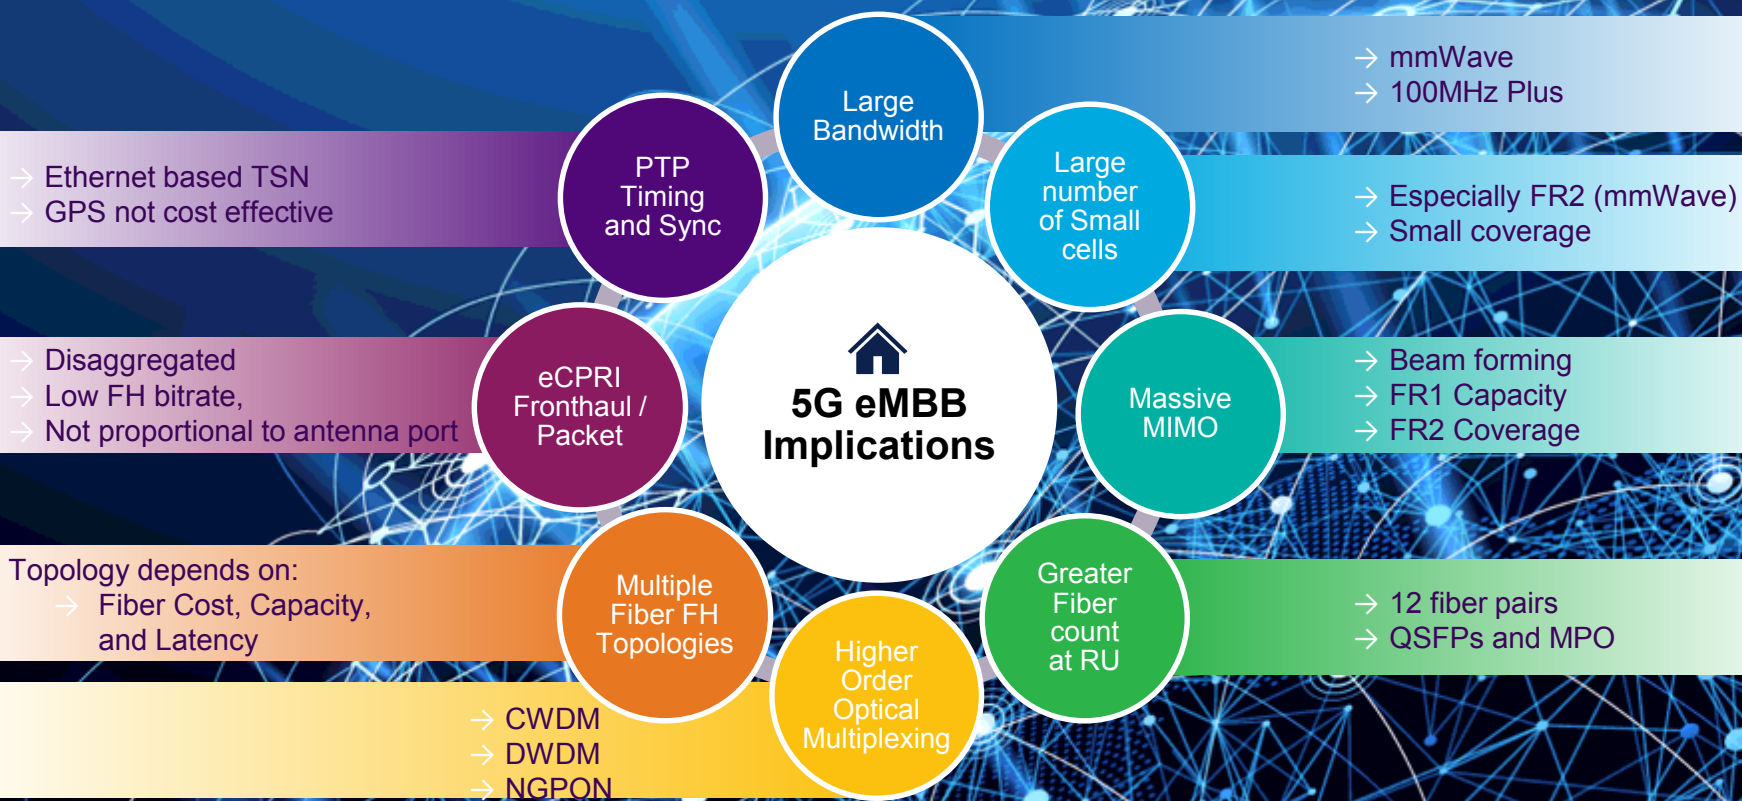 5G eMBB
Implications
Large
Bandwidth
→ mmWave
→ 100MHz Plus
Large
number
of Small
cells
→ Especially FR2 (mmWave)
→ Small coverage
Massive
MIMO
→ Beam forming
→ FR1 Capacity
→ FR2 Coverage
Greater
Fiber
count
at RU
→ 12 fiber pairs
→ QSFPs and MPO
Higher
Order
Optical
Multiplexing
→ CWDM
→ DWDM
→ NGPON
Multiple
Fiber FH
Topologies
Topology depends on:
→ Fiber Cost, Capacity,
and Latency
eCPRI
Fronthaul /
Packet
→ Disaggregated
→ Low FH bitrate,
→ Not proportional to antenna port
PTP
Timing
and Sync
→ Ethernet based TSN
→ GPS not cost effective